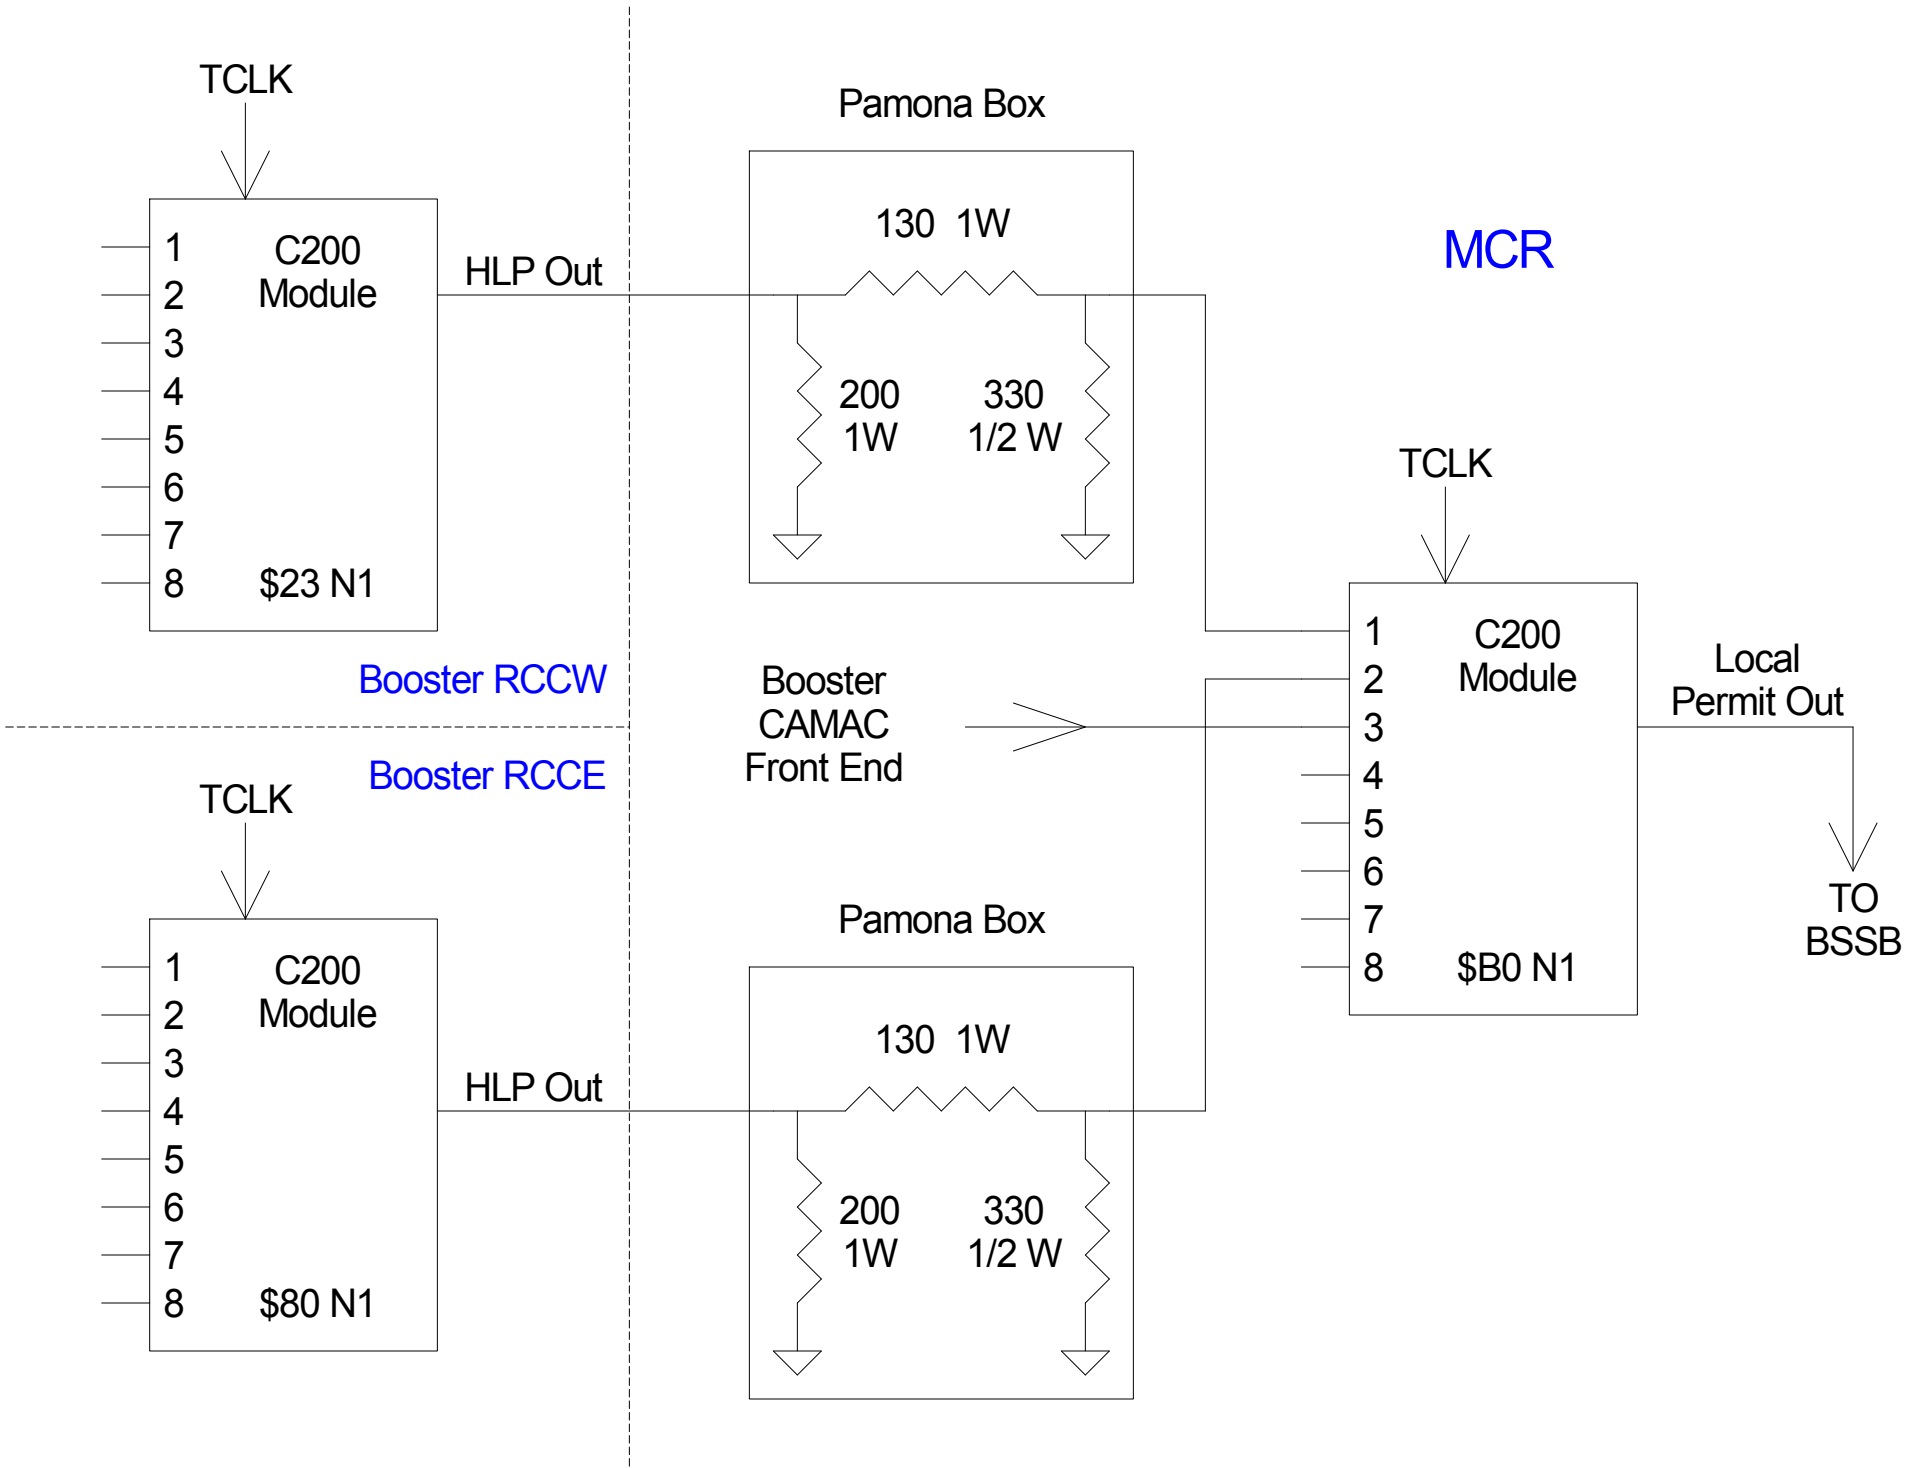 TCLK
1
2
3
4
5
6
7
8
C200
Module
$23 N1
HLP Out
Booster RCCW
Booster RCCE
TCLK
1
2
3
4
5
6
7
8
C200
Module
$80 N1
HLP Out
Pamona Box
130 1W
200
1W
330
1/2 W
Booster
CAMAC
Front End
Pamona Box
130 1W
200
1W
330
1/2 W
MCR
TCLK
1
2
3
4
5
6
7
8
C200
Module
$B0 N1
Local
Permit Out
TO
BSSB